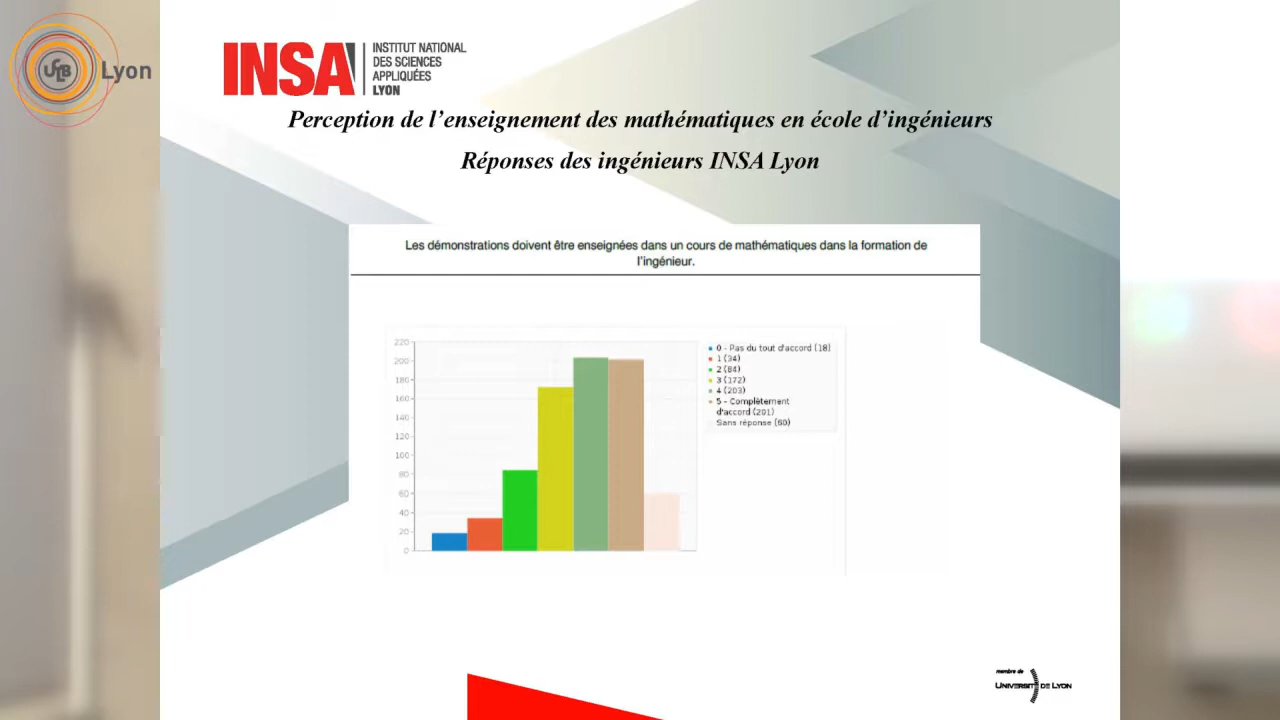 UCLB Lyon
INSA
INSTITUT NATIONAL
DES SCIENCES
APPLIQUÉES
LYON
Perception de l’enseignement des mathématiques en école d’ingénieurs
Réponses des ingénieurs INSA Lyon
Les démonstrations doivent être enseignées dans un cours de mathématiques dans la formation de
l'ingénieur.
220
200
180
160
140
120
100
80
60
40
20
0
0 - Pas du tout d'accord (18)
1 (34)
2 (84)
3 (172)
4 (203)
5 - Complètement
d'accord (201)
Sans réponse (60)
membre de
UNIVERSITÉ DE LYON